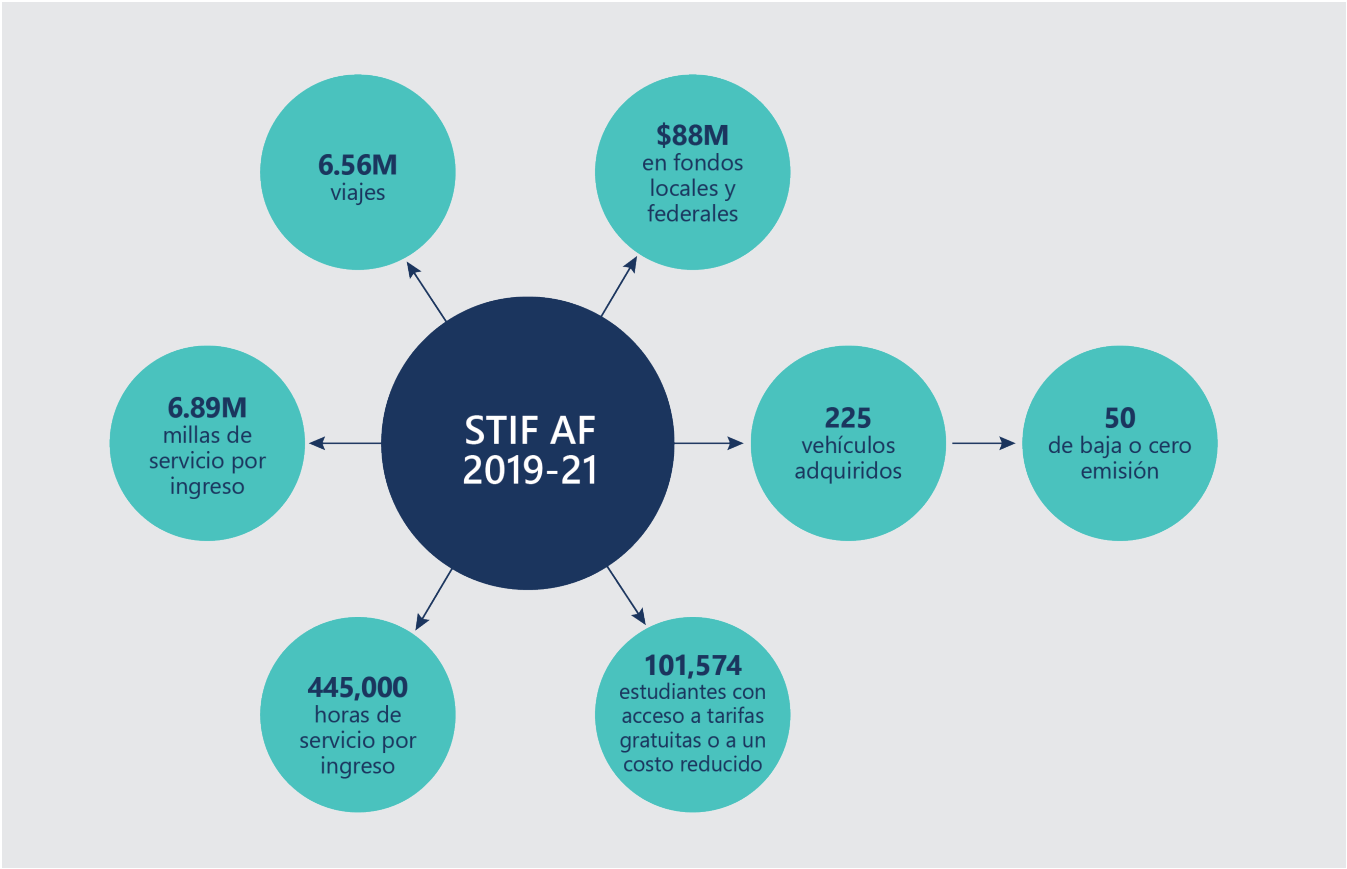 6.56M
viajes
$88M
en fondos
locales y
federales
6.89M
millas de
servicio por
ingreso
STIF AF
2019-21
225
vehículos
adquiridos
50
de baja o cero
emisión
445,000
horas de
servicio por
ingreso
101,574
estudiantes con
acceso a tarifas
gratuitas o a un
costo reducido